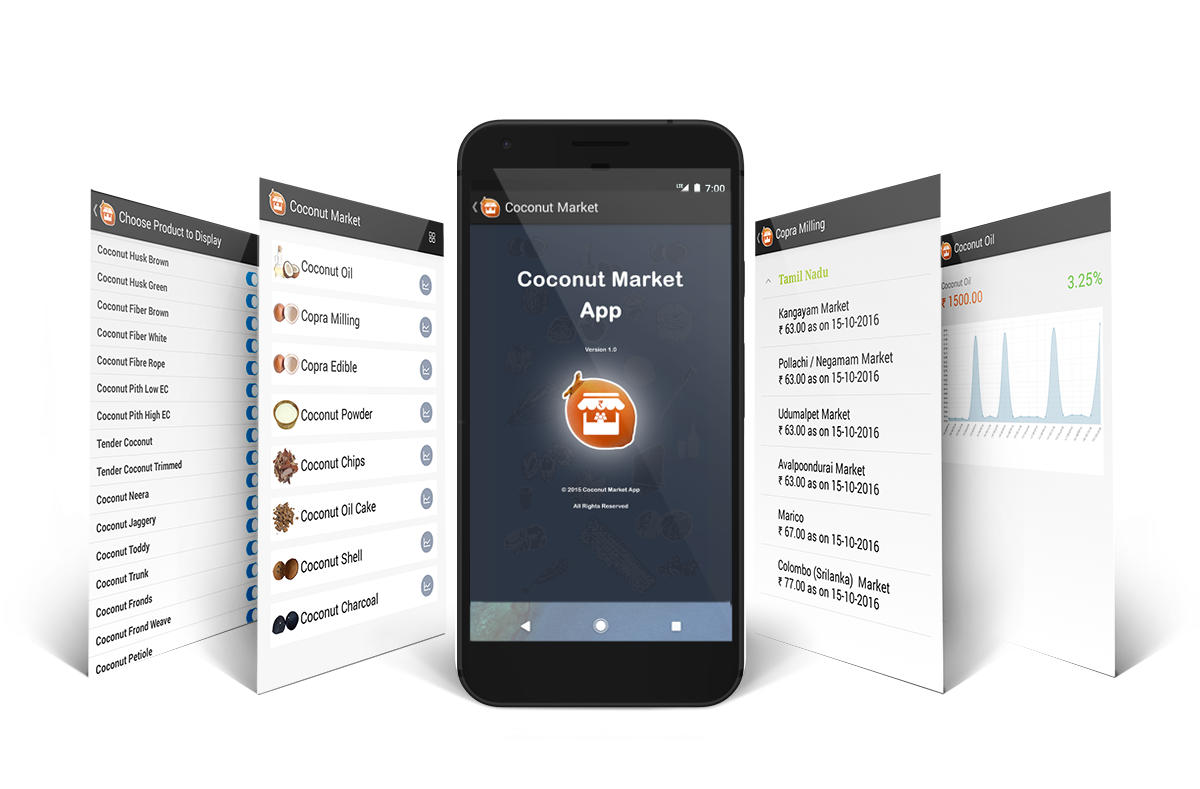 Choose Product to Display
Coconut Husk Brown
Coconut Husk Green
Coconut Fiber Brown
Coconut Fiber White
Coconut Fibre Rope
Coconut Pith Low EC
Coconut Pith High EC
Tender Coconut
Tender Coconut Trimmed
Coconut Neera
Coconut Jaggery
Coconut Toddy
Coconut Trunk
Coconut Fronds
Coconut Frond Weave
Coconut Petiole
Coconut Market
Coconut Oil
Copra Milling
Copra Edible
Coconut Powder
Coconut Chips
Coconut Oil Cake
Coconut Shell
Coconut Charcoal
LTE 7:00
Coconut Market
Coconut Market
App
Version 1.0
© 2015 Coconut Market App
All Rights Reserved
Copra Milling
Tamil Nadu
Kangayam Market
₹ 63.00 as on 15-10-2016
Pollachi / Negamam Market
₹ 63.00 as on 15-10-2016
Udumalpet Market
₹ 63.00 as on 15-10-2016
Avalpoondurai Market
₹ 63.00 as on 15-10-2016
Marico
₹ 67.00 as on 15-10-2016
Colombo (Srilanka) Market
₹ 77.00 as on 15-10-2016
Coconut Oil
Coconut Oil
₹ 1500.00
3.25%